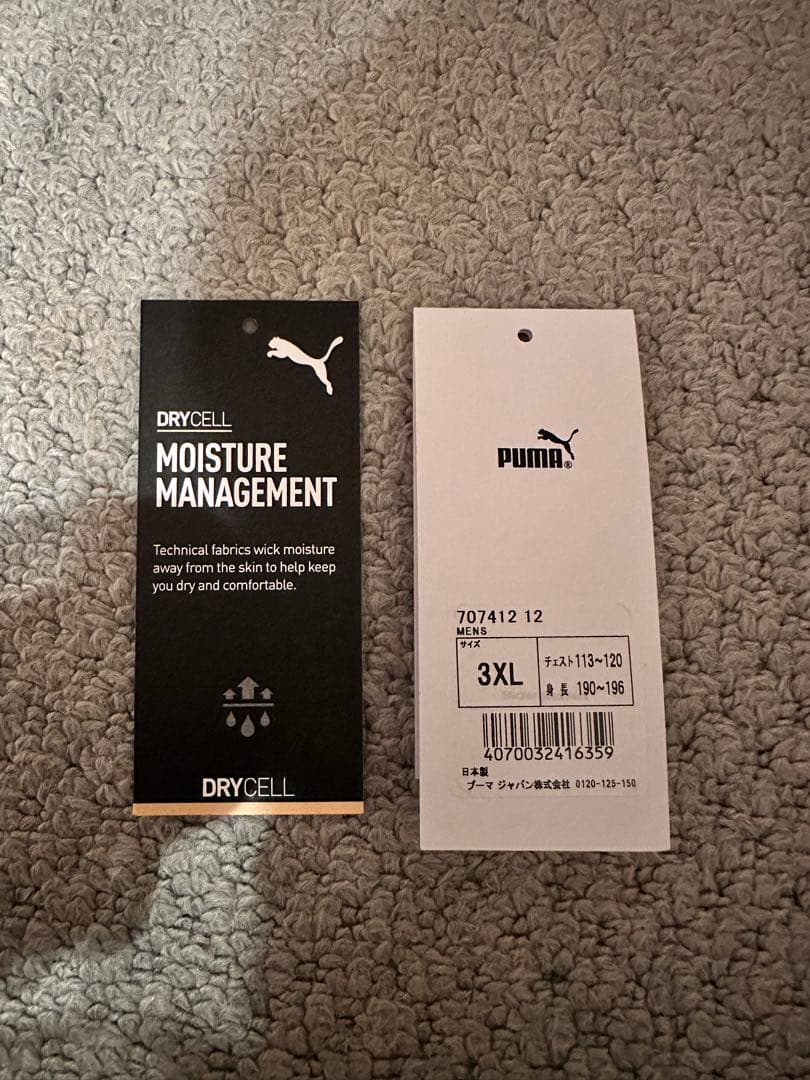 DRYCELL
MOISTURE
MANAGEMENT
Technical fabrics wick moisture
away from the skin to help keep
you dry and comfortable.
DRYCELL
PUMA®
707412 12
MENS
サイズ
3XL
チェスト113~120
身長 190~196
4070032416359
日本製
プーマ ジャパン株式会社 0120-125-150